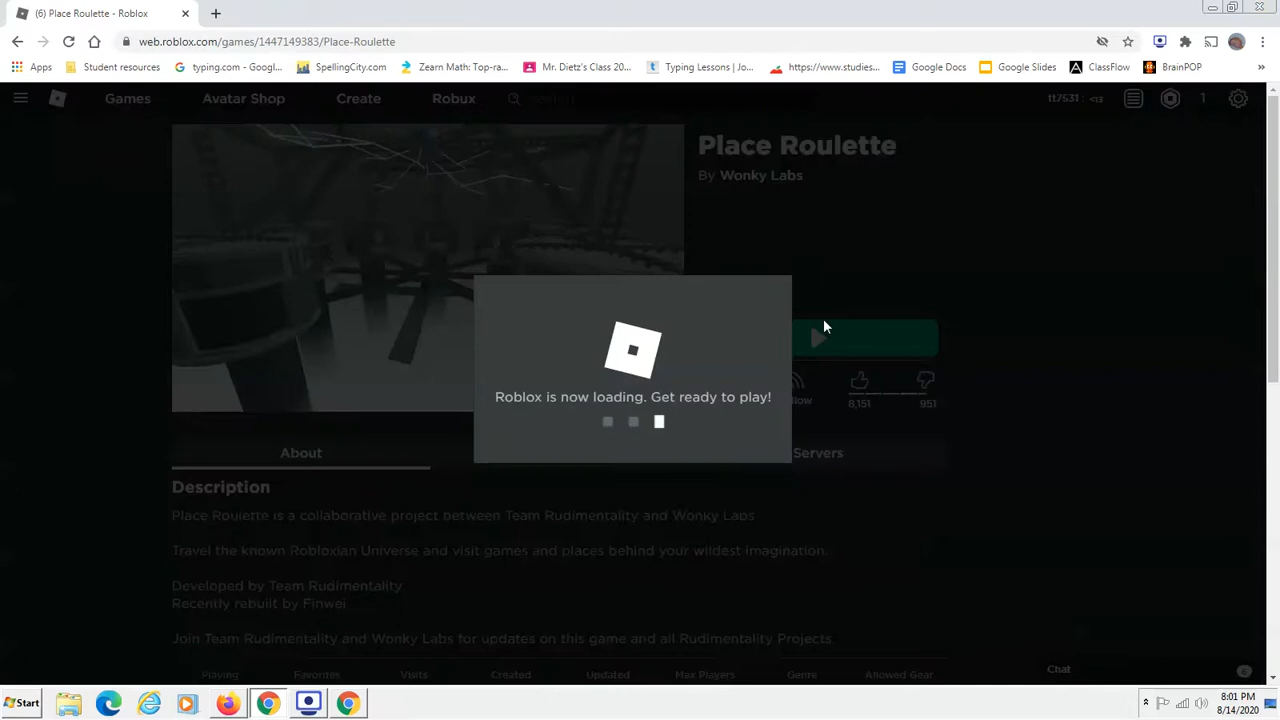 (6) Place Roulette - Roblox
web.roblox.com/games/1447149383/Place-Roulette
Apps Student resources typing.com - Googl... SpellingCity.com Zearn Math: Top-ra... Mr. Dietz's Class 20... Typing Lessons | Jo... https://www.studies... Google Docs Google Slides ClassFlow BrainPOP »
Games Avatar Shop Create Robux tt7531 : <13 1
Place Roulette
By Wonky Labs
Roblox is now loading. Get ready to play!
8,151 951
About Servers
Description
Place Roulette is a collaborative project between Team Rudimentality and Wonky Labs
Travel the known Robloxian Universe and visit games and places behind your wildest imagination.
Developed by Team Rudimentality
Recently rebuilt by Finwei
Join Team Rudimentality and Wonky Labs for updates on this game and all Rudimentality Projects.
Playing Favorites Visits Created Updated Max Players Genre Allowed Gear
Chat
Start
8:01 PM
8/14/2020